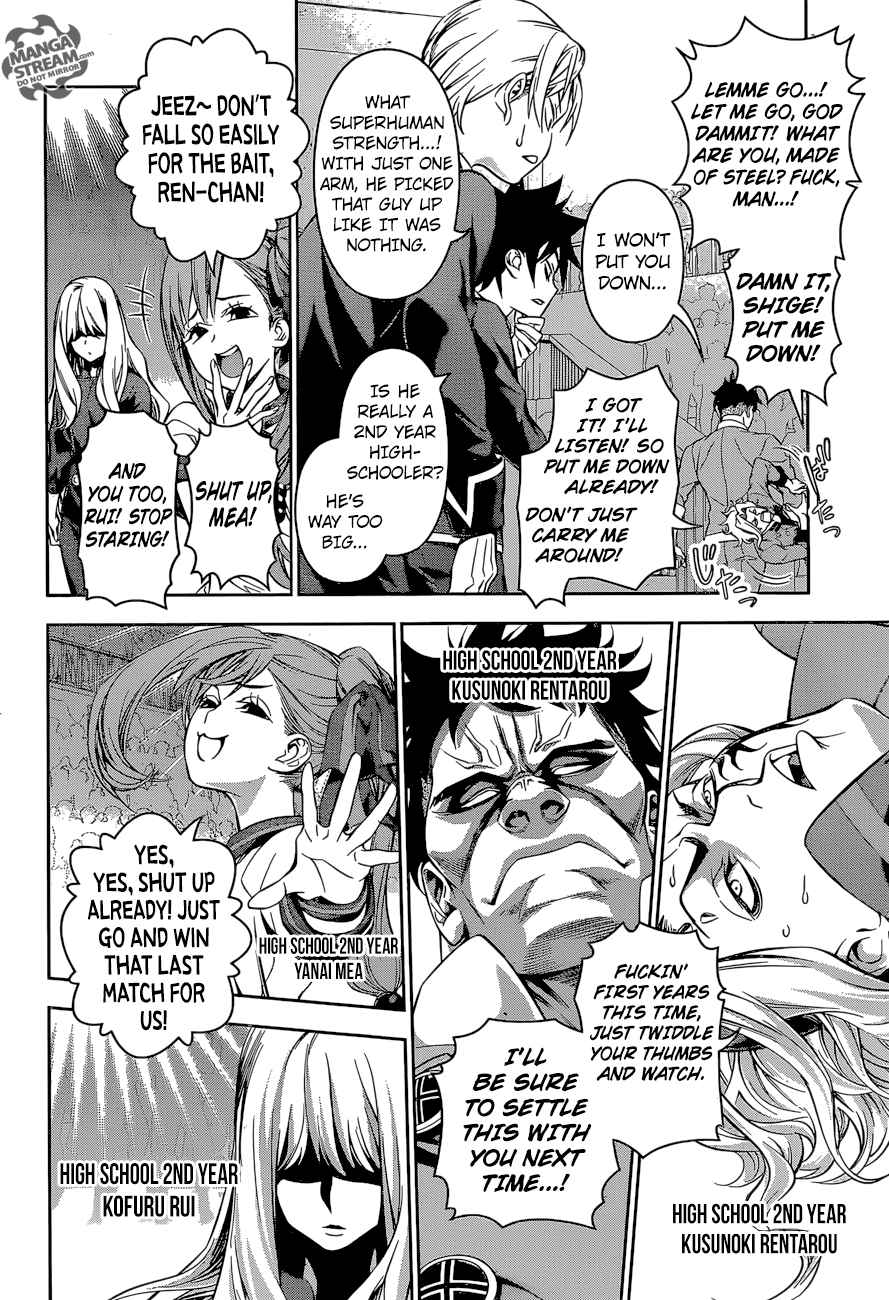 MANGA
STREAM.com
DO NOT MIRROR
LEMME GO...!
LET ME GO, GOD
DAMMIT! WHAT
ARE YOU, MADE
OF STEEL? FUCK,
MAN...!
DAMN IT,
SHIGE!
PUT ME
DOWN!
I WON'T
PUT YOU
DOWN...
I GOT
IT! I'LL
LISTEN! SO
PUT ME DOWN
ALREADY!
DON'T JUST
CARRY ME
AROUND!
じたっ
ばたっ
WHAT
SUPERHUMAN
STRENGTH...!
WITH JUST ONE
ARM, HE PICKED
THAT GUY UP
LIKE IT WAS
NOTHING.
IS HE
REALLY A
2ND YEAR
HIGH-
SCHOOLER?
HE'S
WAY TOO
BIG...
JEEZ~ DON'T
FALL SO EASILY
FOR THE BAIT,
REN-CHAN!
SHUT UP,
MEA!
AND
YOU TOO,
RUI! STOP
STARING!
FUCKIN'
FIRST YEARS
THIS TIME,
JUST TWIDDLE
YOUR THUMBS
AND WATCH.
I'LL
BE SURE
TO SETTLE
THIS WITH
YOU NEXT
TIME...!
HIGH SCHOOL 2ND YEAR
KUSUNOKI RENTAROU
HIGH SCHOOL 2ND YEAR
KUSUNOKI RENTAROU
YES,
YES, SHUT UP
ALREADY! JUST
GO AND WIN
THAT LAST
MATCH FOR
US!
HIGH SCHOOL 2ND YEAR
YANAI MEA
HIGH SCHOOL 2ND YEAR
KOFURU RUI